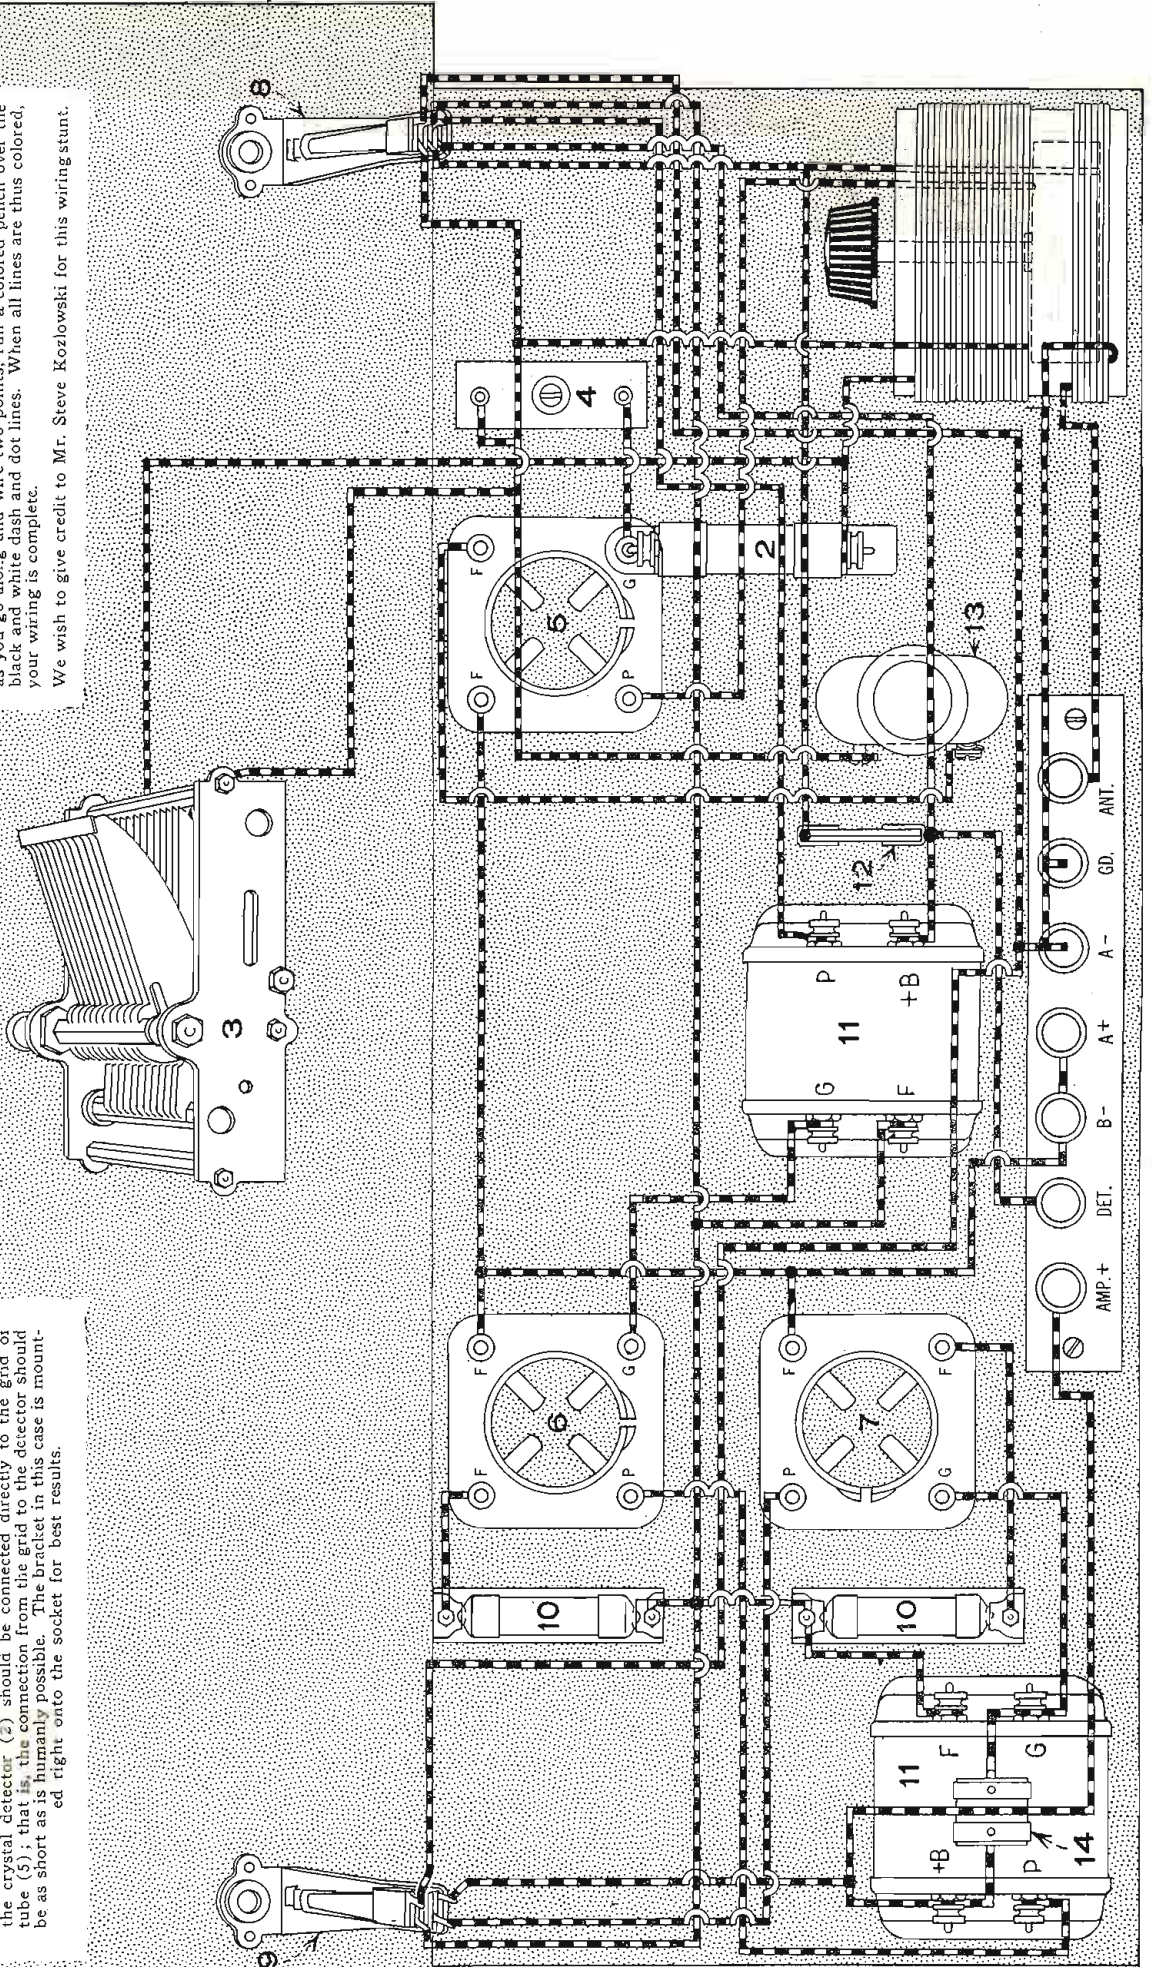 the crystal detector (2) should be connected directly to the grid of
tube (5); that is, the connection from the grid to the detector should
be as short as is humanly possible. The bracket in this case is mount-
ed right onto the socket for best results.
as you go along and wire two points, run a colored pencil over the
black and white dash and dot lines. When all lines are thus colored,
your wiring is complete.
We wish to give credit to Mr. Steve Kozlowski for this wiring stunt.
3
9
8
F
F
6
P
G
F
F
5
P
G
4
10
2
P
F
7
G
F
10
G
P
11
F
+B
12
13
11
+B
F
P
G
14
AMP.+
DET.
B-
A+
A-
GD.
ANT.